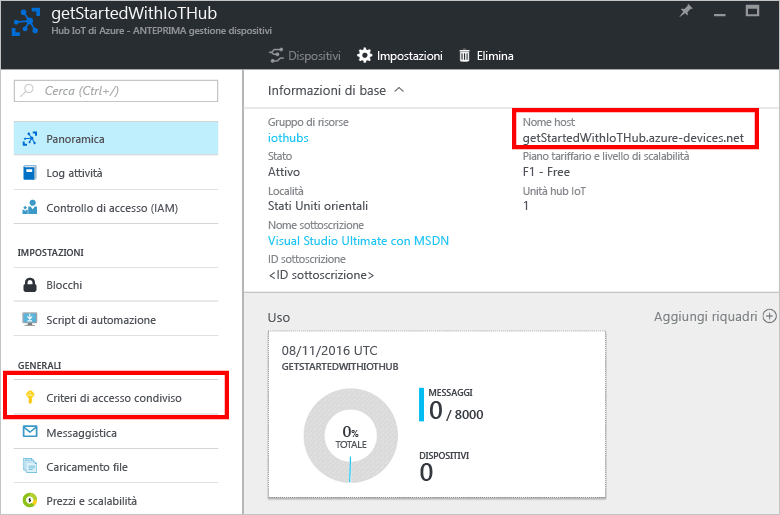 getStartedWithIoTHub
Hub IoT di Azure - ANTEPRIMA gestione dispositivi
Dispositivi Impostazioni Elimina
Cerca (Ctrl+/)
Panoramica
Log attività
Controllo di accesso (IAM)
IMPOSTAZIONI
Blocchi
Script di automazione
GENERALI
Criteri di accesso condiviso
Messaggistica
Caricamento file
Prezzi e scalabilità
Informazioni di base
Gruppo di risorse
iothubs
Stato
Attivo
Località
Stati Uniti orientali
Nome sottoscrizione
Visual Studio Ultimate con MSDN
ID sottoscrizione
<ID sottoscrizione>
Nome host
getStartedWithIoTHub.azure-devices.net
Piano tariffario e livello di scalabilità
F1 - Free
Unità hub IoT
1
Uso
Aggiungi riquadri
08/11/2016 UTC
GETSTARTEDWITHIOTHUB
0%
TOTALE
MESSAGGI
0 / 8000
DISPOSITIVI
0